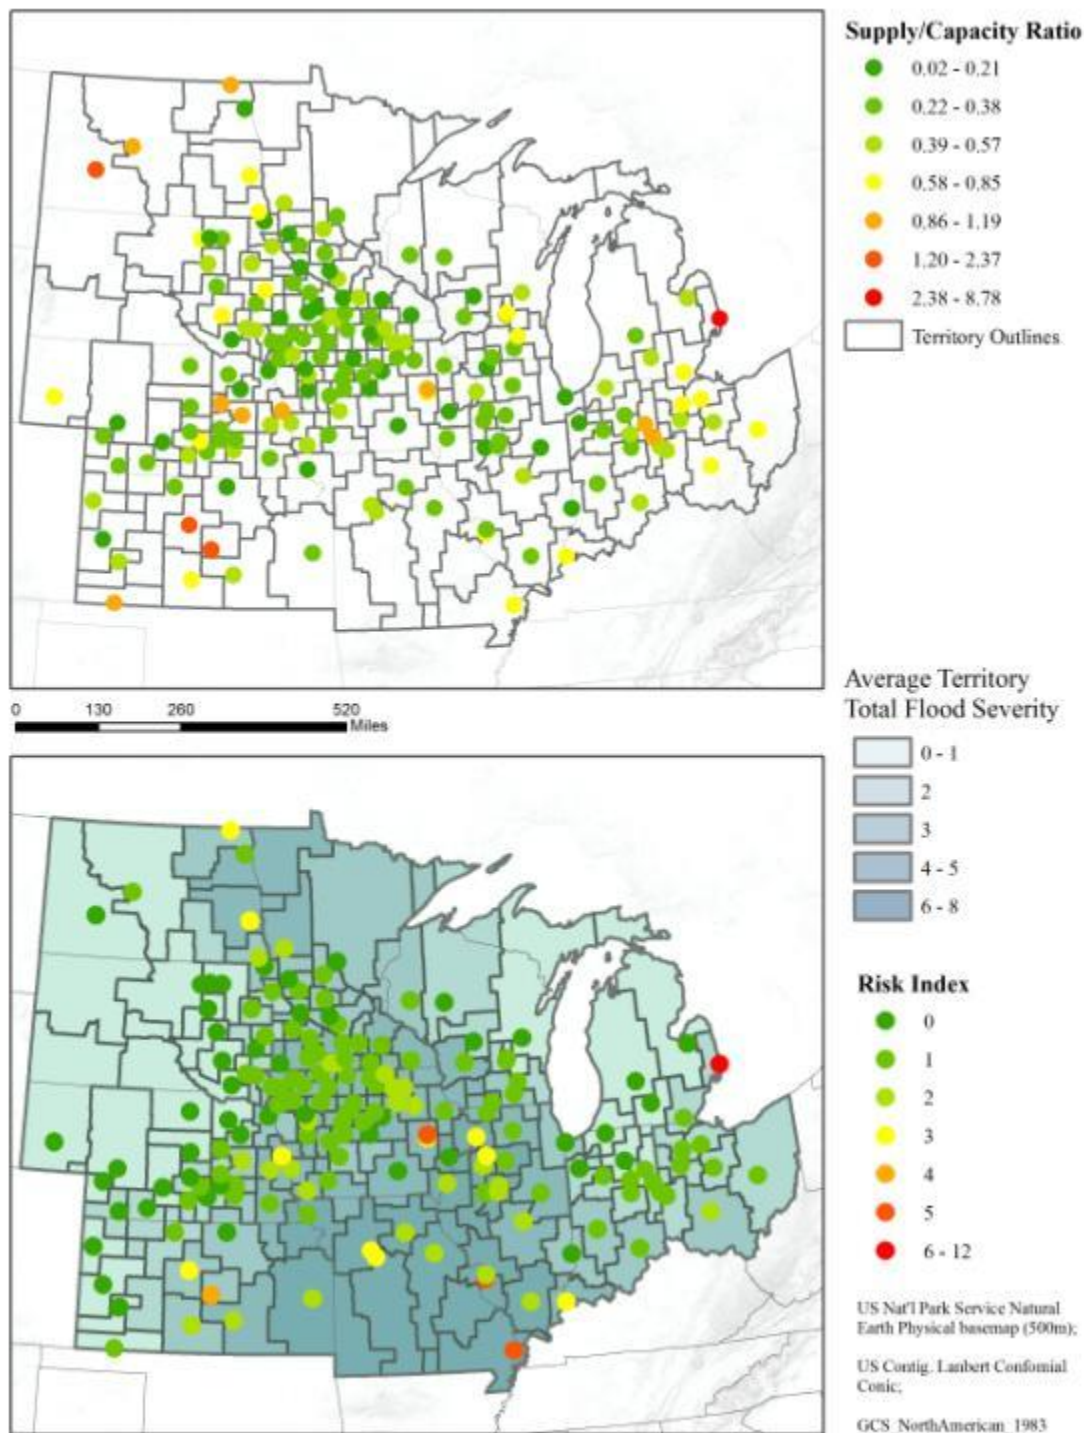 Supply/Capacity Ratio
0.02 - 0.21
0.22 - 0.38
0.39 - 0.57
0.58 - 0.85
0.86 - 1.19
1.20 - 2.37
2.38 - 8.78
Territory Outlines
Average Territory
Total Flood Severity
0 - 1
2
3
4 - 5
6 - 8
0 130 260 520
Miles
Risk Index
0
1
2
3
4
5
6 - 12
US Nat'l Park Service Natural
Earth Physical basemap (500m);
US Contig. Lanbert Confomial
Conic;
GCS NorthAmerican 1983